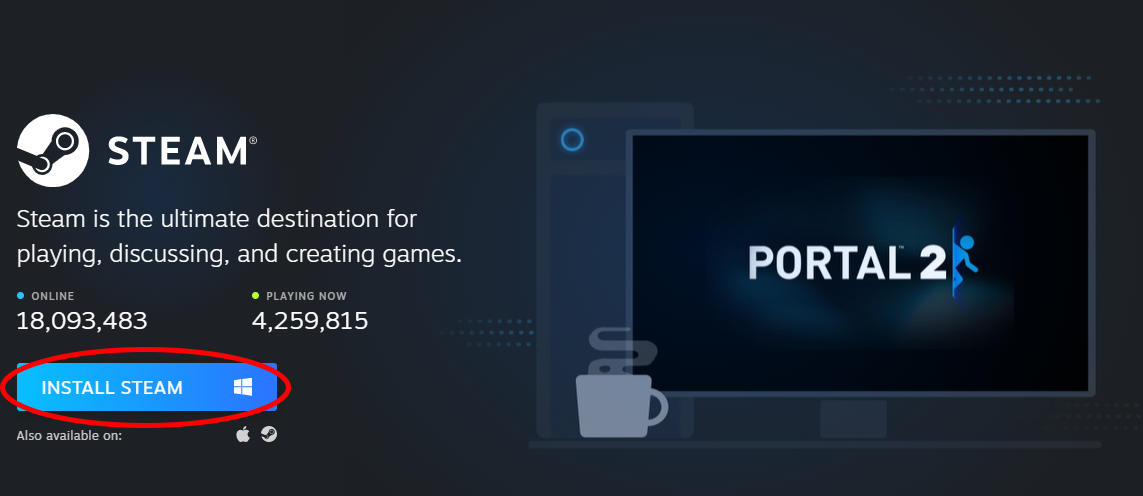 STEAM®
Steam is the ultimate destination for
playing, discussing, and creating games.
ONLINE
PLAYING NOW
18,093,483
4,259,815
INSTALL STEAM
Also available on:
PORTAL™ 2